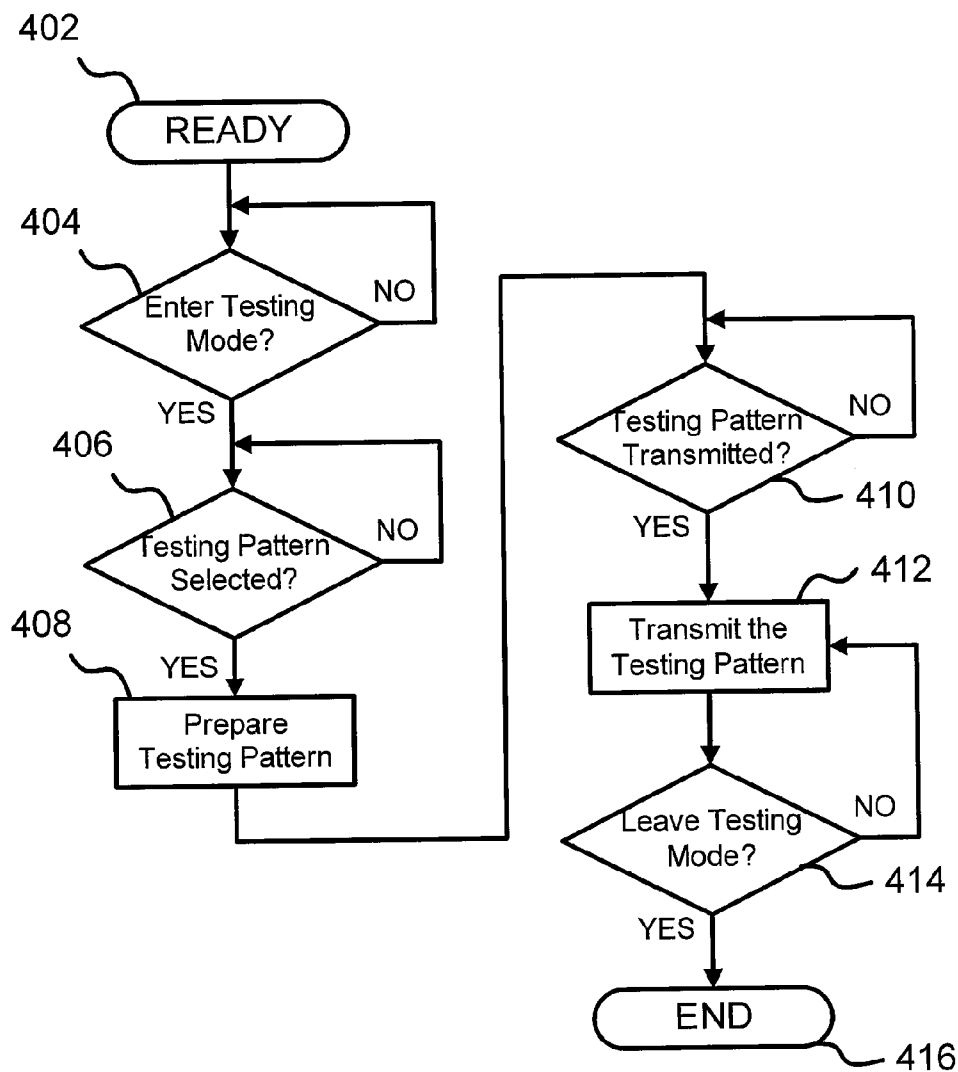 402
READY
404
Enter Testing
Mode?
NO
YES
406
Testing Pattern
Selected?
NO
YES
408
Prepare
Testing Pattern
Testing Pattern
Transmitted?
NO
410
YES
412
Transmit the
Testing Pattern
Leave Testing
Mode?
NO
414
YES
END
416